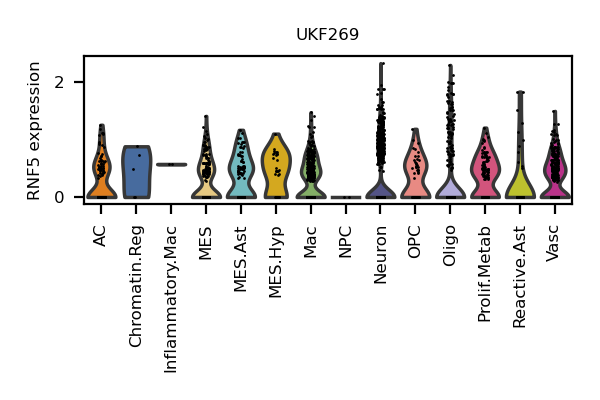 UKF269
RNF5 expression
2
0
AC
Chromatin.Reg
Inflammatory.Mac
MES
MES.Ast
MES.Hyp
Mac
NPC
Neuron
OPC
Oligo
Prolif.Metab
Reactive.Ast
Vasc